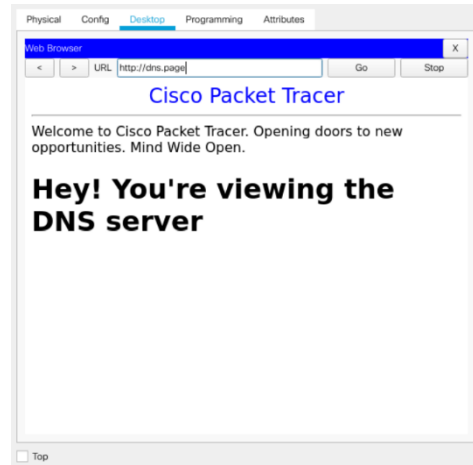 Physical Config Desktop Programming Attributes
Web Browser X
< > URL http://dns.page Go Stop
Cisco Packet Tracer
Welcome to Cisco Packet Tracer. Opening doors to new
opportunities. Mind Wide Open.
Hey! You're viewing the
DNS server
Top